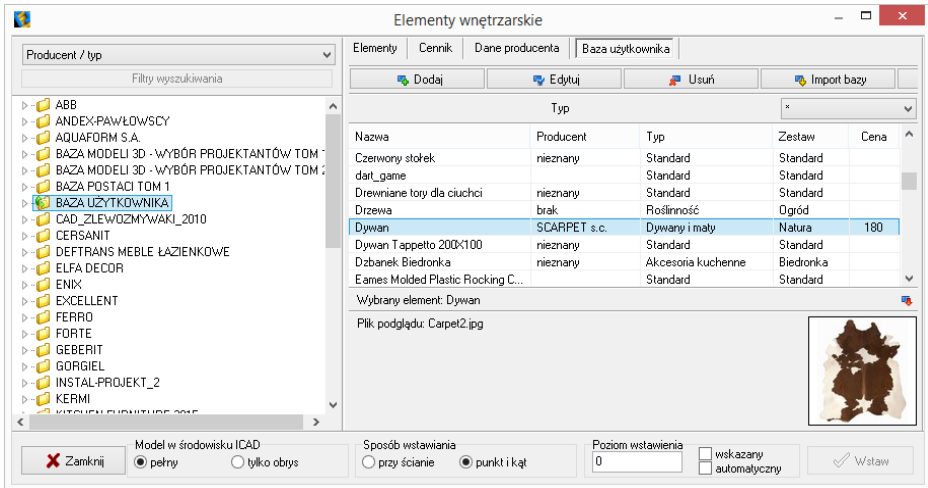 Elementy wnętrzarskie
Producent / typ
Filtry wyszukiwania
ABB
ANDEX-PAWŁOWSCY
AQUAFORM S.A.
BAZA MODELI 3D - WYBÓR PROJEKTANTÓW TOM
BAZA MODELI 3D - WYBÓR PROJEKTANTÓW TOM
BAZA POSTACI TOM 1
BAZA UŻYTKOWNIKA
CAD_ZLEWOZMYWAKI_2010
CERSANIT
DEFTRANS MEBLE ŁAZIENKOWE
ELFA DECOR
ENIX
EXCELLENT
FERRO
FORTE
GEBERIT
GORGIEL
INSTAL-PROJEKT_2
KERMI
Elementy Cennik Dane producenta Baza użytkownika
Dodaj Edytuj Usuń Import bazy
Typ *
Nazwa Producent Typ Zestaw Cena
Czerwony stołek nieznany Standard Standard
dart_game Standard Standard
Drewniane tory dla ciuchci nieznany Standard Standard
Drzewa brak Roślinność Ogród
Dywan SCARPET s.c. Dywany i maty Natura 180
Dywan Tappetto 200X100 nieznany Standard Standard
Dzbanek Biedronka nieznany Akcesoria kuchenne Biedronka
Eames Molded Plastic Rocking C... Standard Standard
Wybrany element: Dywan
Plik podglądu: Carpet2.jpg
Zamknij
Model w środowisku ICAD
pełny tylko obrys
Sposób wstawiania
przy ścianie punkt i kąt
Poziom wstawienia
0
wskazany
automatyczny
Wstaw